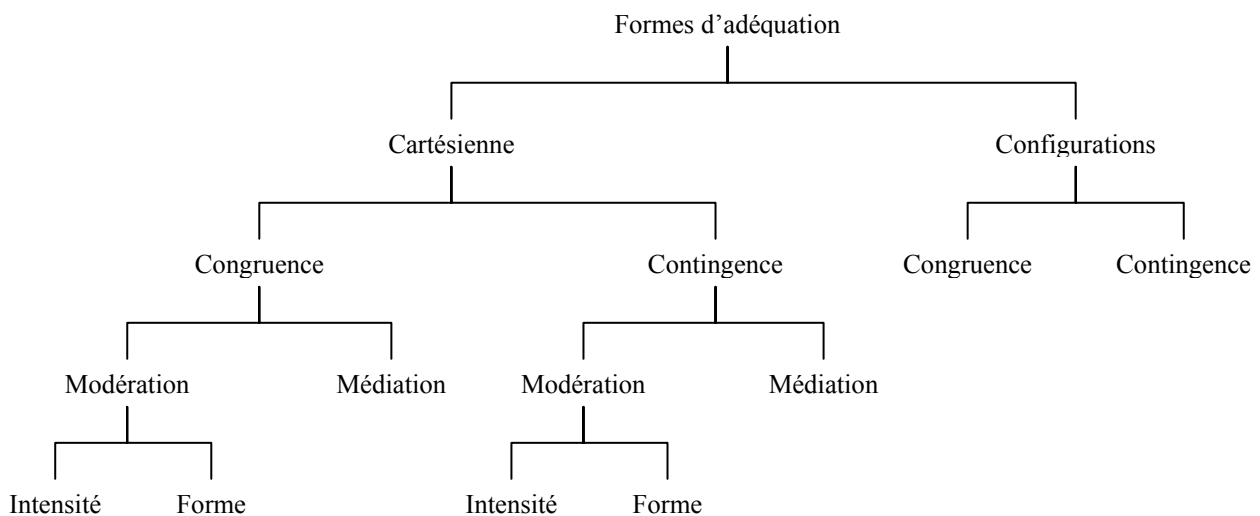 Formes d’adéquation
Cartésienne Configurations
Congruence Contingence Congruence Contingence
Modération Médiation Modération Médiation
Intensité Forme Intensité Forme